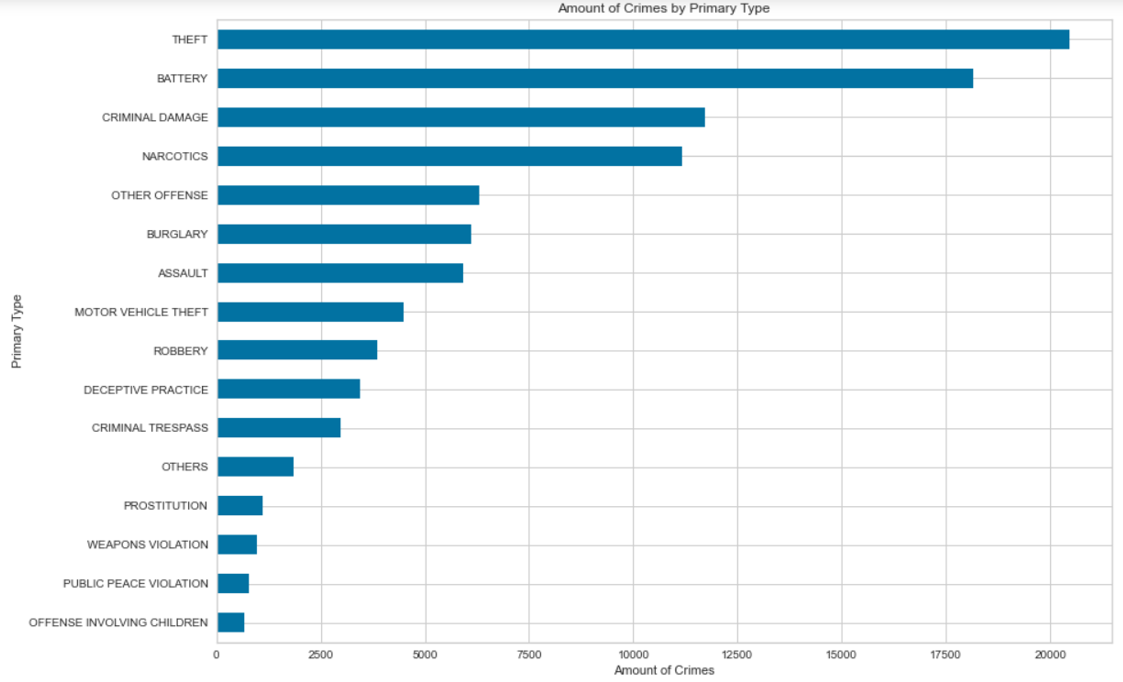 Amount of Crimes by Primary Type
THEFT
BATTERY
CRIMINAL DAMAGE
NARCOTICS
OTHER OFFENSE
BURGLARY
ASSAULT
MOTOR VEHICLE THEFT
ROBBERY
DECEPTIVE PRACTICE
CRIMINAL TRESPASS
OTHERS
PROSTITUTION
WEAPONS VIOLATION
PUBLIC PEACE VIOLATION
OFFENSE INVOLVING CHILDREN
Primary Type
0 2500 5000 7500 10000 12500 15000 17500 20000
Amount of Crimes